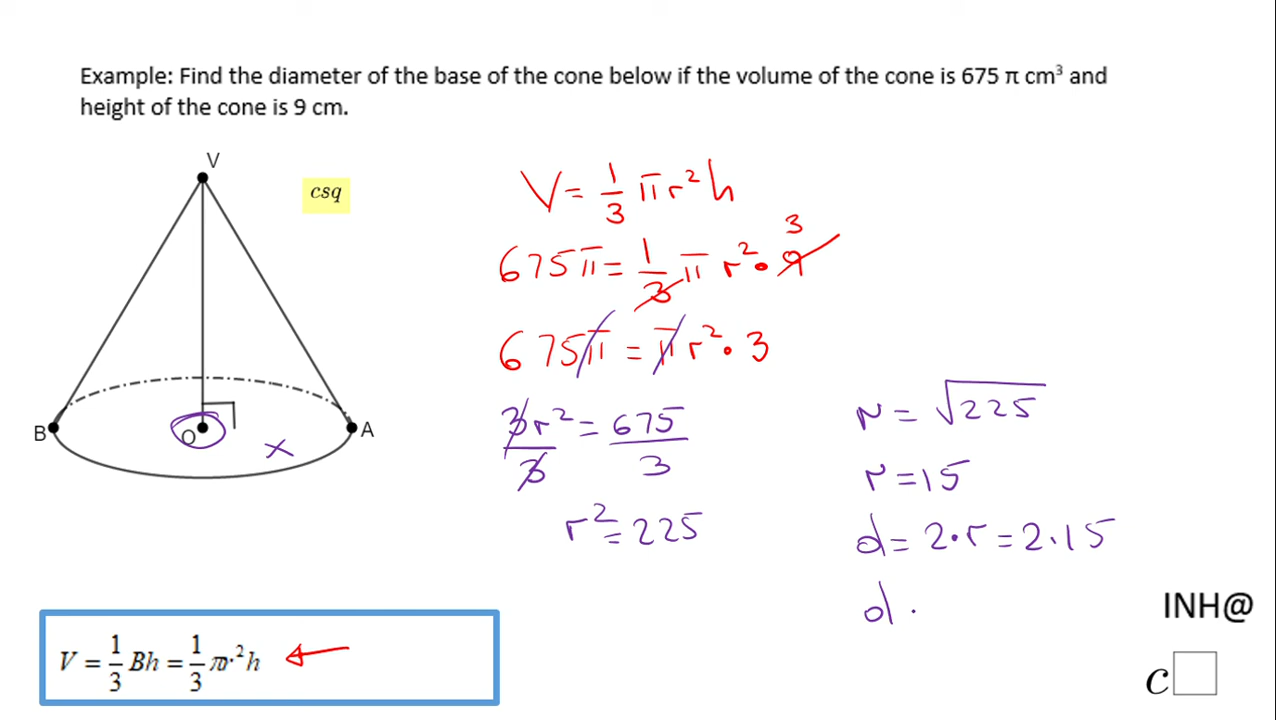 Example: Find the diameter of the base of the cone below if the volume of the cone is 675 π cm³ and
height of the cone is 9 cm.
V
csq
B
O
A
x
V = 1/3 π r² h
675π = 1/3 π r² • 9
3
675π = π r² • 3
3r²/3 = 675/3
r² = 225
r = √225
r = 15
d = 2•r = 2•15
d
V = 1/3 Bh = 1/3 πr²h
INH@
c